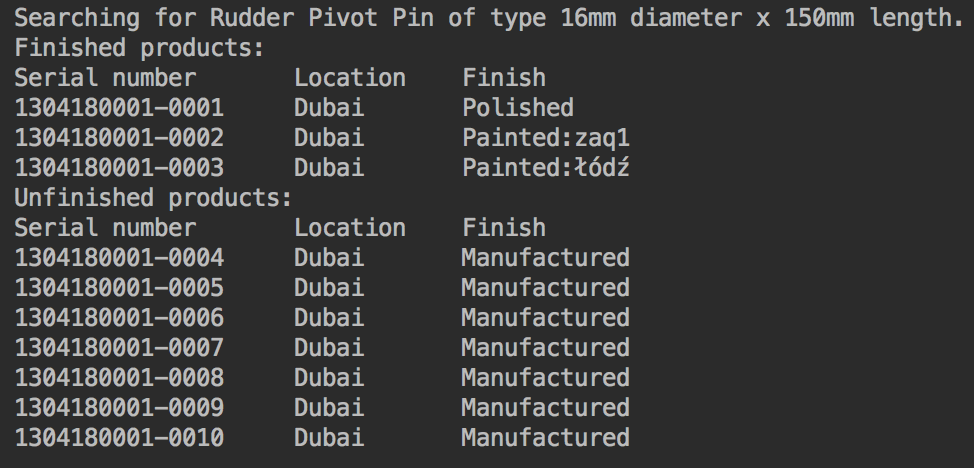 Searching for Rudder Pivot Pin of type 16mm diameter x 150mm length.
Finished products:
Serial number Location Finish
1304180001-0001 Dubai Polished
1304180001-0002 Dubai Painted:zaq1
1304180001-0003 Dubai Painted:łódź
Unfinished products:
Serial number Location Finish
1304180001-0004 Dubai Manufactured
1304180001-0005 Dubai Manufactured
1304180001-0006 Dubai Manufactured
1304180001-0007 Dubai Manufactured
1304180001-0008 Dubai Manufactured
1304180001-0009 Dubai Manufactured
1304180001-0010 Dubai Manufactured